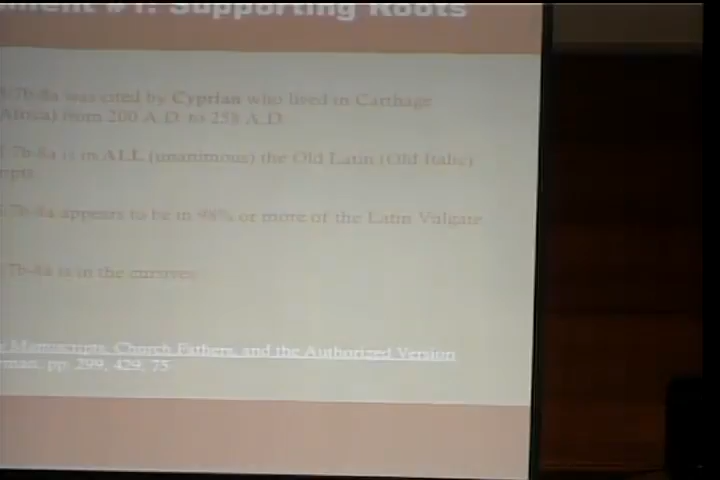 ment #1: Supporting Roots
7b-8a was cited by Cyprian who lived in Carthage
Africa) from 200 A.D. to 258 A.D.
7b-8a is in ALL (unanimous) the Old Latin (Old Italic)
ipts.
7b-8a appears to be in 98% or more of the Latin Vulgate
7b-8a is in the cursives
Manuscripts, Church Fathers, and the Authorized Version
rman, pp. 299, 429, 75